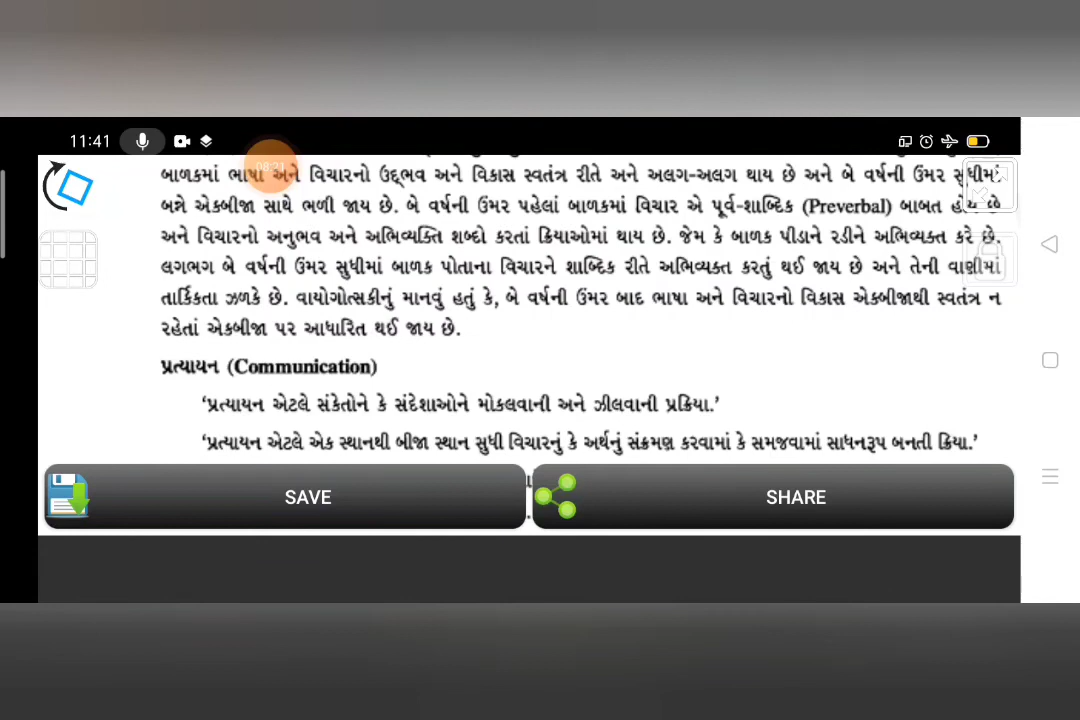 11:41
08:21
બાળકમાં ભાષા અને વિચારનો ઉદ્ભવ અને વિકાસ સ્વતંત્ર રીતે અને અલગ-અલગ થાય છે અને બે વર્ષની ઉંમર સુધીમાં
બન્ને એકબીજા સાથે ભળી જાય છે. બે વર્ષની ઉંમર પહેલાં બાળકમાં વિચાર એ પૂર્વ-શાબ્દિક (Preverbal) બાબત હોય છે
અને વિચારનો અનુભવ અને અભિવ્યક્તિ શબ્દો કરતાં ક્રિયાઓમાં થાય છે. જેમ કે બાળક પીડાને રડીને અભિવ્યક્ત કરે છે.
લગભગ બે વર્ષની ઉંમર સુધીમાં બાળક પોતાના વિચારને શાબ્દિક રીતે અભિવ્યક્ત કરતું થઈ જાય છે અને તેની વાણીમાં
તાર્કિકતા ઝળકે છે. વાયોગોત્સકીનું માનવું હતું કે, બે વર્ષની ઉંમર બાદ ભાષા અને વિચારનો વિકાસ એકબીજાથી સ્વતંત્ર ન
રહેતાં એકબીજા પર આધારિત થઈ જાય છે.
પ્રત્યાયન (Communication)
‘પ્રત્યાયન એટલે સંકેતોને કે સંદેશાઓને મોકલવાની અને ઝીલવાની પ્રક્રિયા.’
‘પ્રત્યાયન એટલે એક સ્થાનથી બીજા સ્થાન સુધી વિચારનું કે અર્થનું સંક્રમણ કરવામાં કે સમજવામાં સાધનરૂપ બનતી ક્રિયા.’
SAVE
SHARE